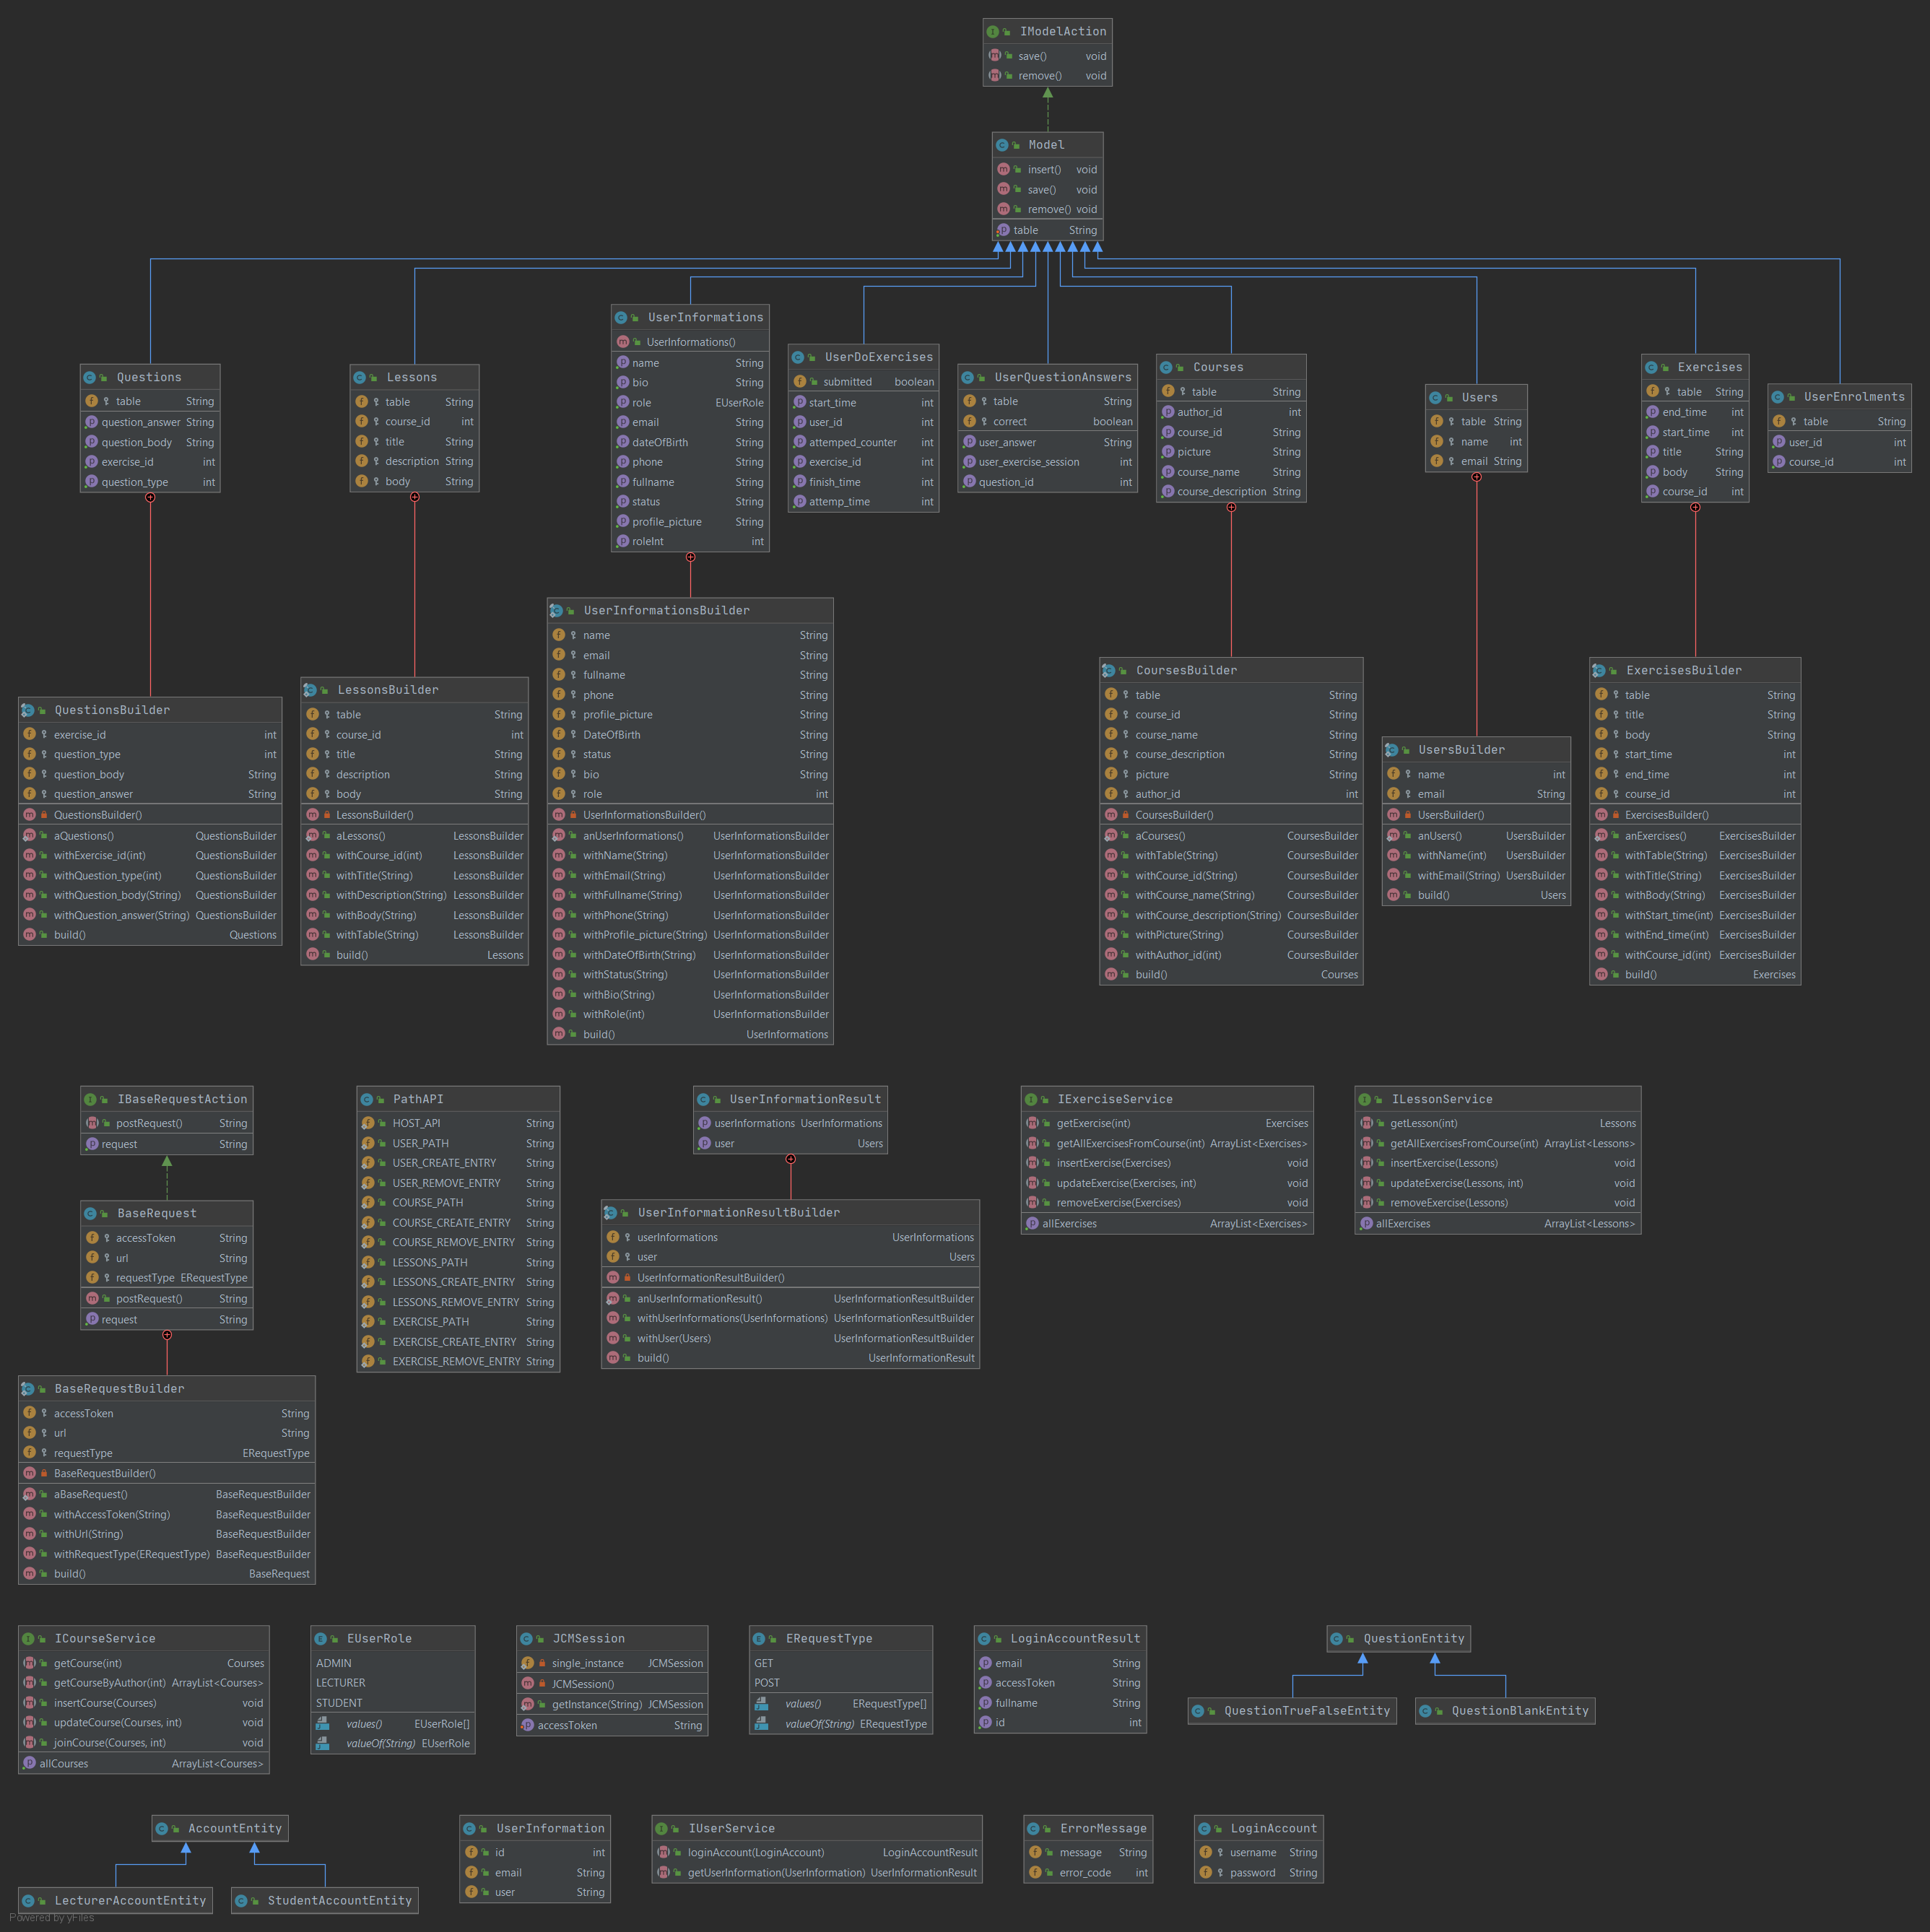 IModelAction
save() void
remove() void
Model
insert() void
save() void
remove() void
table String
Questions
table String
question_answer String
question_body String
exercise_id int
question_type int
Lessons
table String
course_id int
title String
description String
body String
UserInformations
UserInformations()
name String
bio String
role EUserRole
email String
dateOfBirth String
phone String
fullname String
status String
profile_picture String
roleInt int
UserDoExercises
submitted boolean
start_time int
user_id int
attemped_counter int
exercise_id int
finish_time int
attemp_time int
UserQuestionAnswers
table String
correct boolean
user_answer String
user_exercise_session int
question_id int
Courses
table String
author_id int
course_id String
picture String
course_name String
course_description String
Users
table String
name int
email String
Exercises
table String
end_time int
start_time int
title String
body String
course_id int
UserEnrolments
table String
user_id int
course_id int
QuestionsBuilder
exercise_id int
question_type int
question_body String
question_answer String
QuestionsBuilder()
aQuestions() QuestionsBuilder
withExercise_id(int) QuestionsBuilder
withQuestion_type(int) QuestionsBuilder
withQuestion_body(String) QuestionsBuilder
withQuestion_answer(String) QuestionsBuilder
build() Questions
LessonsBuilder
table String
course_id int
title String
description String
body String
LessonsBuilder()
aLessons() LessonsBuilder
withCourse_id(int) LessonsBuilder
withTitle(String) LessonsBuilder
withDescription(String) LessonsBuilder
withBody(String) LessonsBuilder
withTable(String) LessonsBuilder
build() Lessons
UserInformationsBuilder
name String
email String
fullname String
phone String
profile_picture String
DateOfBirth String
status String
bio String
role int
UserInformationsBuilder()
anUserInformations() UserInformationsBuilder
withName(String) UserInformationsBuilder
withEmail(String) UserInformationsBuilder
withFullname(String) UserInformationsBuilder
withPhone(String) UserInformationsBuilder
withProfile_picture(String) UserInformationsBuilder
withDateOfBirth(String) UserInformationsBuilder
withStatus(String) UserInformationsBuilder
withBio(String) UserInformationsBuilder
withRole(int) UserInformationsBuilder
build() UserInformations
CoursesBuilder
table String
course_id String
course_name String
course_description String
picture String
author_id int
CoursesBuilder()
aCourses() CoursesBuilder
withTable(String) CoursesBuilder
withCourse_id(String) CoursesBuilder
withCourse_name(String) CoursesBuilder
withCourse_description(String) CoursesBuilder
withPicture(String) CoursesBuilder
withAuthor_id(int) CoursesBuilder
build() Courses
UsersBuilder
name int
email String
UsersBuilder()
anUsers() UsersBuilder
withName(int) UsersBuilder
withEmail(String) UsersBuilder
build() Users
ExercisesBuilder
table String
title String
body String
start_time int
end_time int
course_id int
ExercisesBuilder()
anExercises() ExercisesBuilder
withTable(String) ExercisesBuilder
withTitle(String) ExercisesBuilder
withBody(String) ExercisesBuilder
withStart_time(int) ExercisesBuilder
withEnd_time(int) ExercisesBuilder
withCourse_id(int) ExercisesBuilder
build() Exercises
IBaseRequestAction
postRequest() String
request String
BaseRequest
accessToken String
url String
requestType ERequestType
postRequest() String
request String
BaseRequestBuilder
accessToken String
url String
requestType ERequestType
BaseRequestBuilder()
aBaseRequest() BaseRequestBuilder
withAccessToken(String) BaseRequestBuilder
withUrl(String) BaseRequestBuilder
withRequestType(ERequestType) BaseRequestBuilder
build() BaseRequest
PathAPI
HOST_API String
USER_PATH String
USER_CREATE_ENTRY String
USER_REMOVE_ENTRY String
COURSE_PATH String
COURSE_CREATE_ENTRY String
COURSE_REMOVE_ENTRY String
LESSONS_PATH String
LESSONS_CREATE_ENTRY String
LESSONS_REMOVE_ENTRY String
EXERCISE_PATH String
EXERCISE_CREATE_ENTRY String
EXERCISE_REMOVE_ENTRY String
UserInformationResult
userInformations UserInformations
user Users
UserInformationResultBuilder
userInformations UserInformations
user Users
UserInformationResultBuilder()
anUserInformationResult() UserInformationResultBuilder
withUserInformations(UserInformations) UserInformationResultBuilder
withUser(Users) UserInformationResultBuilder
build() UserInformationResult
IExerciseService
getExercise(int) Exercises
getAllExercisesFromCourse(int) ArrayList<Exercises>
insertExercise(Exercises) void
updateExercise(Exercises, int) void
removeExercise(Exercises) void
allExercises ArrayList<Exercises>
ILessonService
getLesson(int) Lessons
getAllExercisesFromCourse(int) ArrayList<Lessons>
insertExercise(Lessons) void
updateExercise(Lessons, int) void
removeExercise(Lessons) void
allExercises ArrayList<Lessons>
ICourseService
getCourse(int) Courses
getCourseByAuthor(int) ArrayList<Courses>
insertCourse(Courses) void
updateCourse(Courses, int) void
joinCourse(Courses, int) void
allCourses ArrayList<Courses>
EUserRole
ADMIN
LECTURER
STUDENT
values() EUserRole[]
valueOf(String) EUserRole
JCMSession
single_instance JCMSession
JCMSession()
getInstance(String) JCMSession
accessToken String
ERequestType
GET
POST
values() ERequestType[]
valueOf(String) ERequestType
LoginAccountResult
email String
accessToken String
fullname String
id int
QuestionEntity
QuestionTrueFalseEntity
QuestionBlankEntity
AccountEntity
LecturerAccountEntity
StudentAccountEntity
UserInformation
id int
email String
user String
IUserService
loginAccount(LoginAccount) LoginAccountResult
getUserInformation(UserInformation) UserInformationResult
ErrorMessage
message String
error_code int
LoginAccount
username String
password String
Powered by yFiles